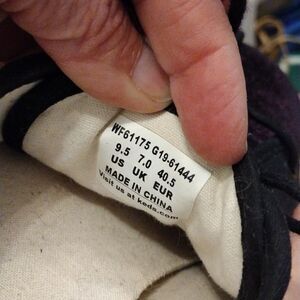 WF61175 G19-61444
9.5 7.0 40.5
US UK EUR
MADE IN CHINA
Visit us at keds.com